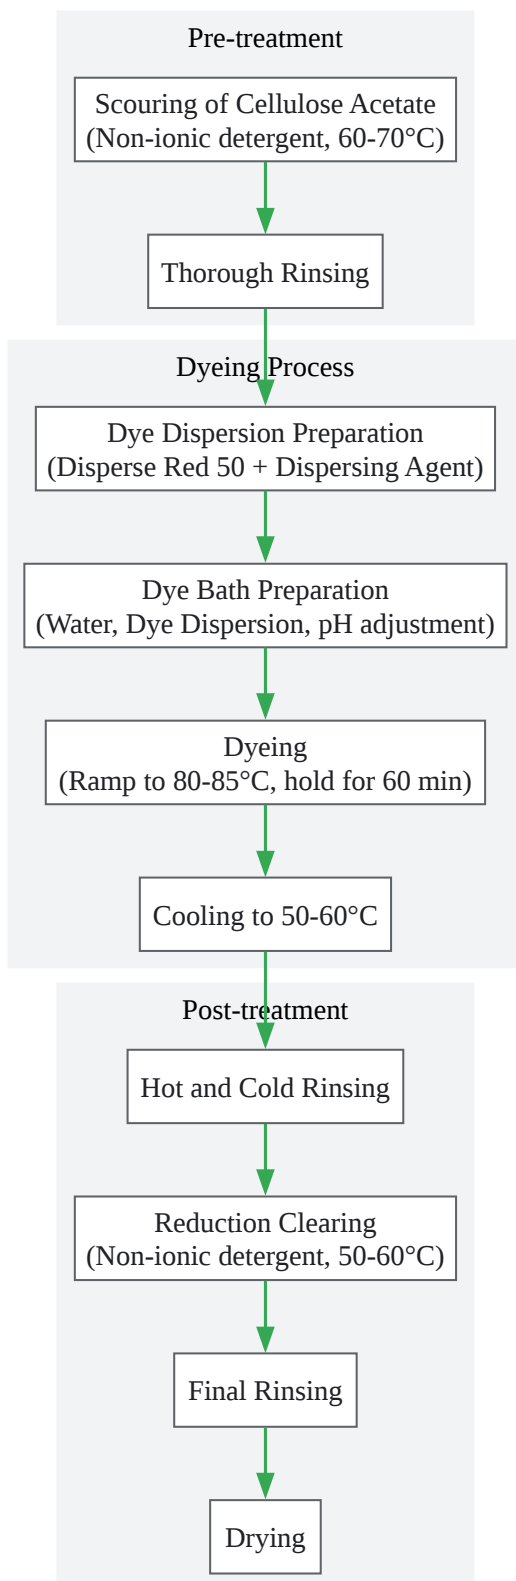 Pre-treatment
Scouring of Cellulose Acetate
(Non-ionic detergent, 60-70°C)
Thorough Rinsing
Dyeing Process
Dye Dispersion Preparation
(Disperse Red 50 + Dispersing Agent)
Dye Bath Preparation
(Water, Dye Dispersion, pH adjustment)
Dyeing
(Ramp to 80-85°C, hold for 60 min)
Cooling to 50-60°C
Post-treatment
Hot and Cold Rinsing
Reduction Clearing
(Non-ionic detergent, 50-60°C)
Final Rinsing
Drying